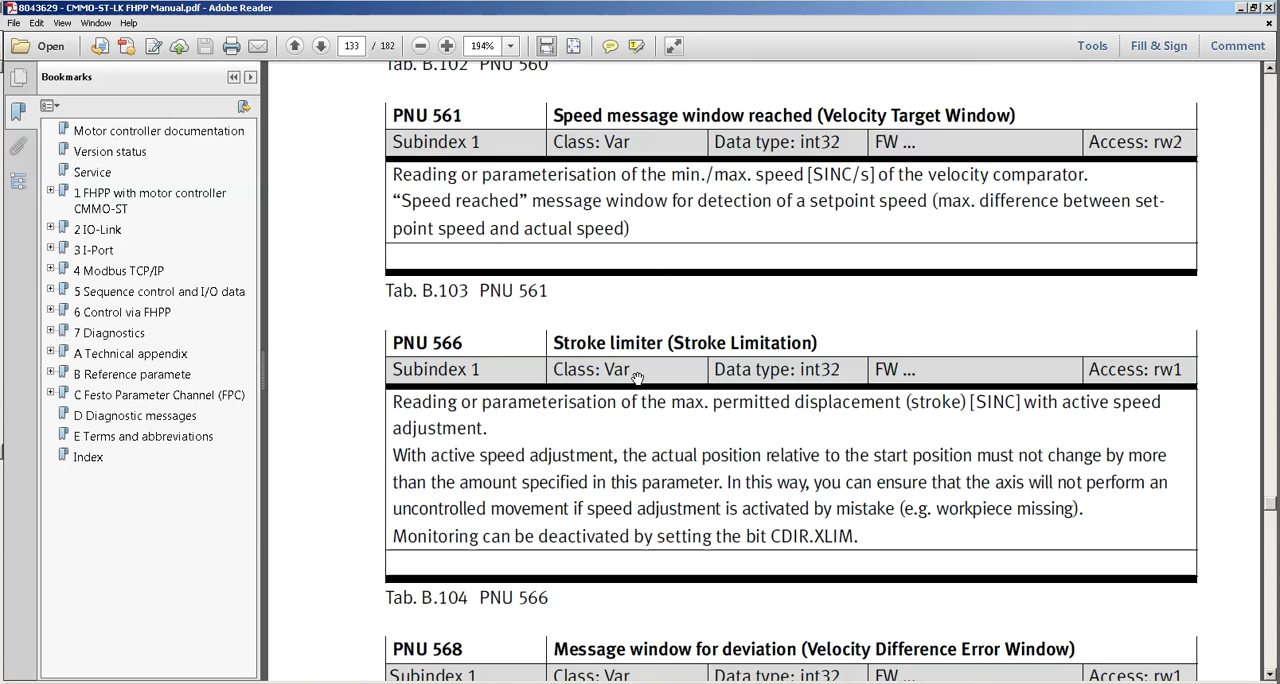 8043629 - CMMO-ST-LK FHPP Manual.pdf - Adobe Reader
File Edit View Window Help
Open 133 / 182 194% Tools Fill & Sign Comment
Bookmarks
Motor controller documentation
Version status
Service
1 FHPP with motor controller
CMMO-ST
2 IO-Link
3 I-Port
4 Modbus TCP/IP
5 Sequence control and I/O data
6 Control via FHPP
7 Diagnostics
A Technical appendix
B Reference paramete
C Festo Parameter Channel (FPC)
D Diagnostic messages
E Terms and abbreviations
Index
Tab. B.102 PNU 560
PNU 561 Speed message window reached (Velocity Target Window)
Subindex 1 Class: Var Data type: int32 FW ... Access: rw2
Reading or parameterisation of the min./max. speed [SINC/s] of the velocity comparator.
“Speed reached” message window for detection of a setpoint speed (max. difference between set-
point speed and actual speed)
Tab. B.103 PNU 561
PNU 566 Stroke limiter (Stroke Limitation)
Subindex 1 Class: Var Data type: int32 FW ... Access: rw1
Reading or parameterisation of the max. permitted displacement (stroke) [SINC] with active speed
adjustment.
With active speed adjustment, the actual position relative to the start position must not change by more
than the amount specified in this parameter. In this way, you can ensure that the axis will not perform an
uncontrolled movement if speed adjustment is activated by mistake (e.g. workpiece missing).
Monitoring can be deactivated by setting the bit CDIR.XLIM.
Tab. B.104 PNU 566
PNU 568 Message window for deviation (Velocity Difference Error Window)
Subindex 1 Class: Var Data type: int32 FW ... Access: rw1